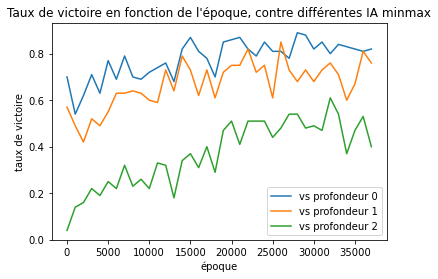 Taux de victoire en fonction de l'époque, contre différentes IA minmax
taux de victoire
0.8
0.6
0.4
0.2
0.0
0 5000 10000 15000 20000 25000 30000 35000
époque
vs profondeur 0
vs profondeur 1
vs profondeur 2